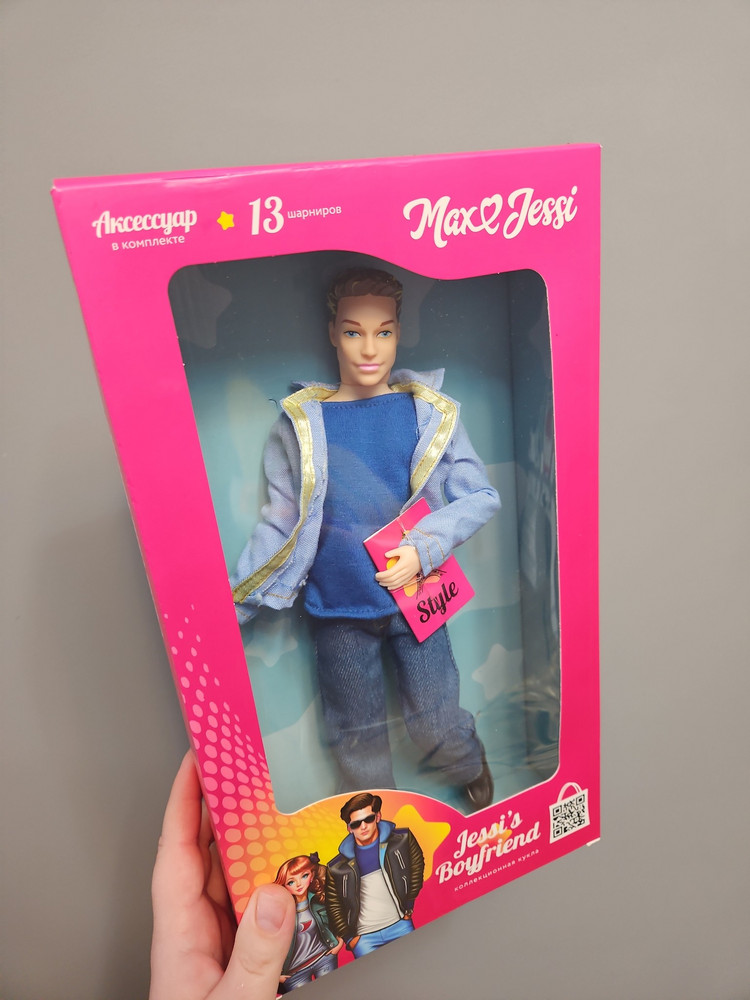 Аксессуар
в комплекте
13 шарниров
Max Jessi
Style
Jessi's
Boyfriend
коллекционная кукла